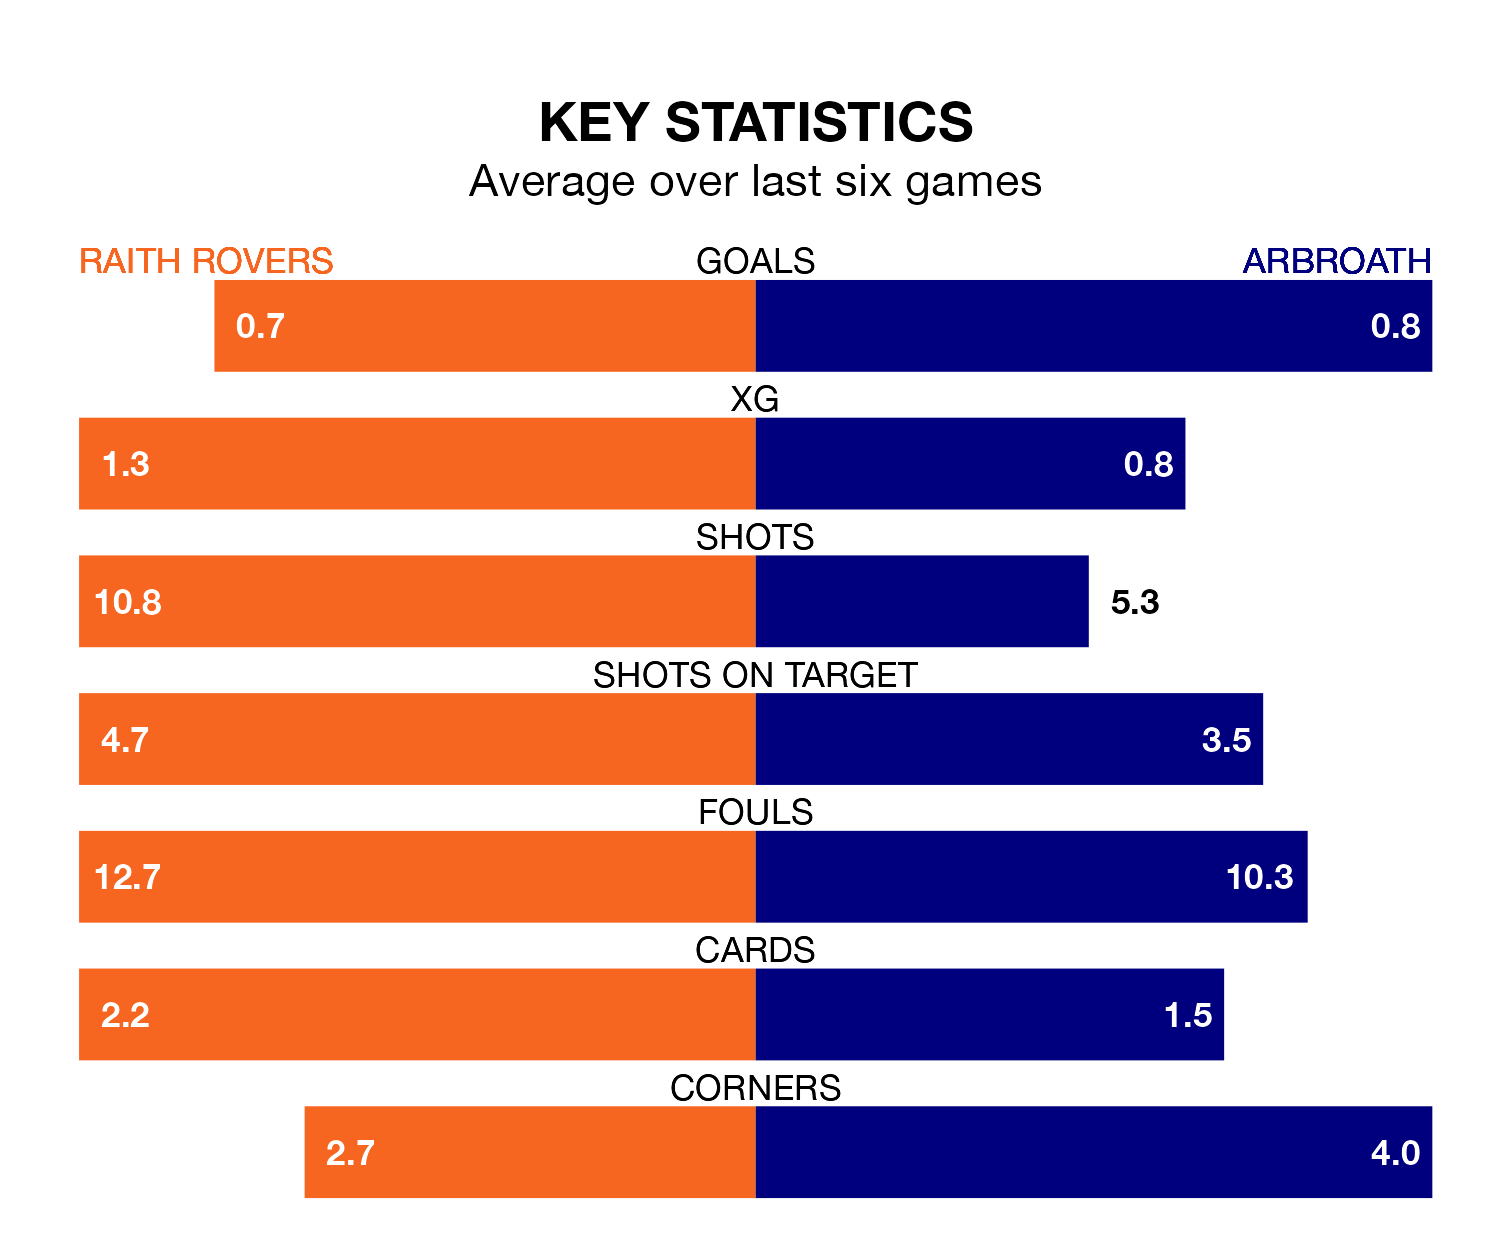 KEY STATISTICS
Average over last six games
RAITH ROVERS GOALS ARBROATH
0.7 0.8
XG
1.3 0.8
SHOTS
10.8 5.3
SHOTS ON TARGET
4.7 3.5
FOULS
12.7 10.3
CARDS
2.2 1.5
CORNERS
2.7 4.0